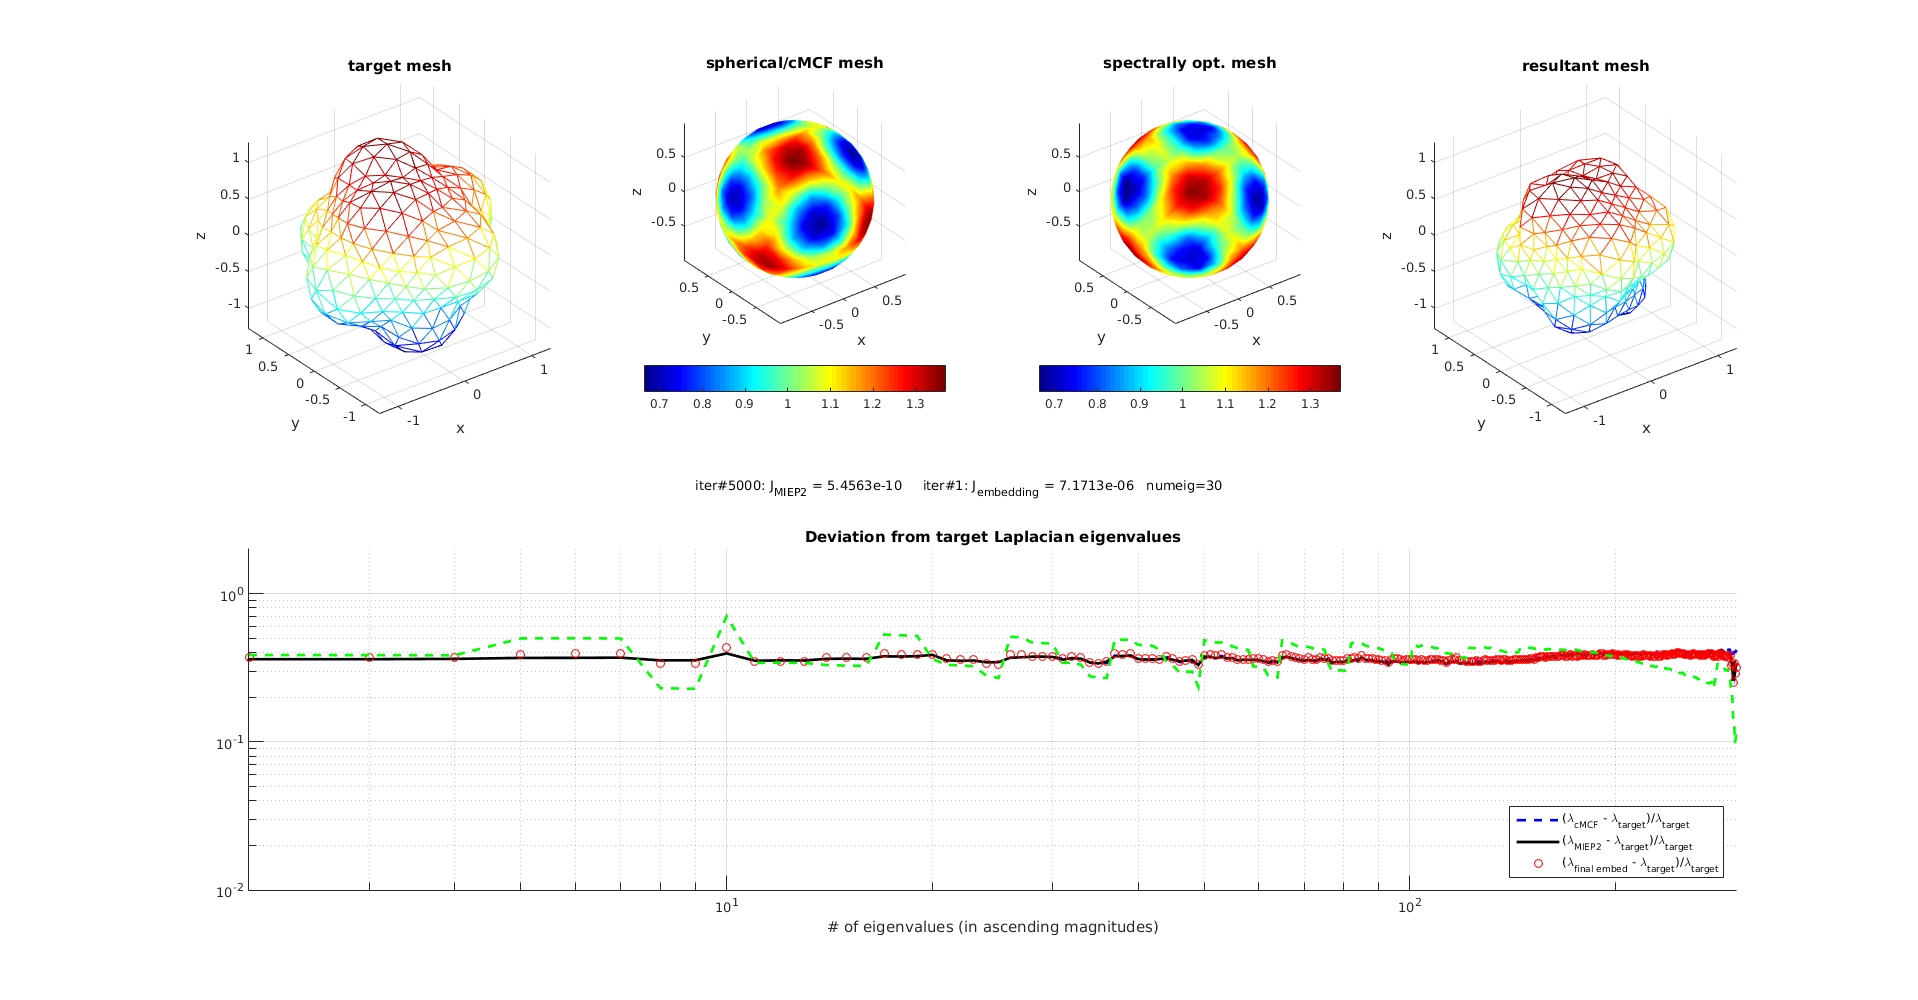 target mesh
spherical/cMCF mesh
spectrally opt. mesh
resultant mesh
1
0.5
0
-0.5
-1
z
1
0.5
0
-0.5
-1
y
-1
0
1
x
0.5
0
-0.5
z
0.5
0
-0.5
y
-0.5
0
0.5
x
0.7 0.8 0.9 1 1.1 1.2 1.3
0.5
0
-0.5
z
0.5
0
-0.5
y
-0.5
0
0.5
x
0.7 0.8 0.9 1 1.1 1.2 1.3
1
0.5
0
-0.5
-1
z
1
0.5
0
-0.5
-1
y
-1
0
1
x
iter#5000: J_MIEP2 = 5.4563e-10 iter#1: J_embedding = 7.1713e-06 numeig=30
Deviation from target Laplacian eigenvalues
10^0
10^-1
10^-2
10^1 10^2
# of eigenvalues (in ascending magnitudes)
(λ_cMCF - λ_target)/λ_target
(λ_MIEP2 - λ_target)/λ_target
(λ_final embed - λ_target)/λ_target